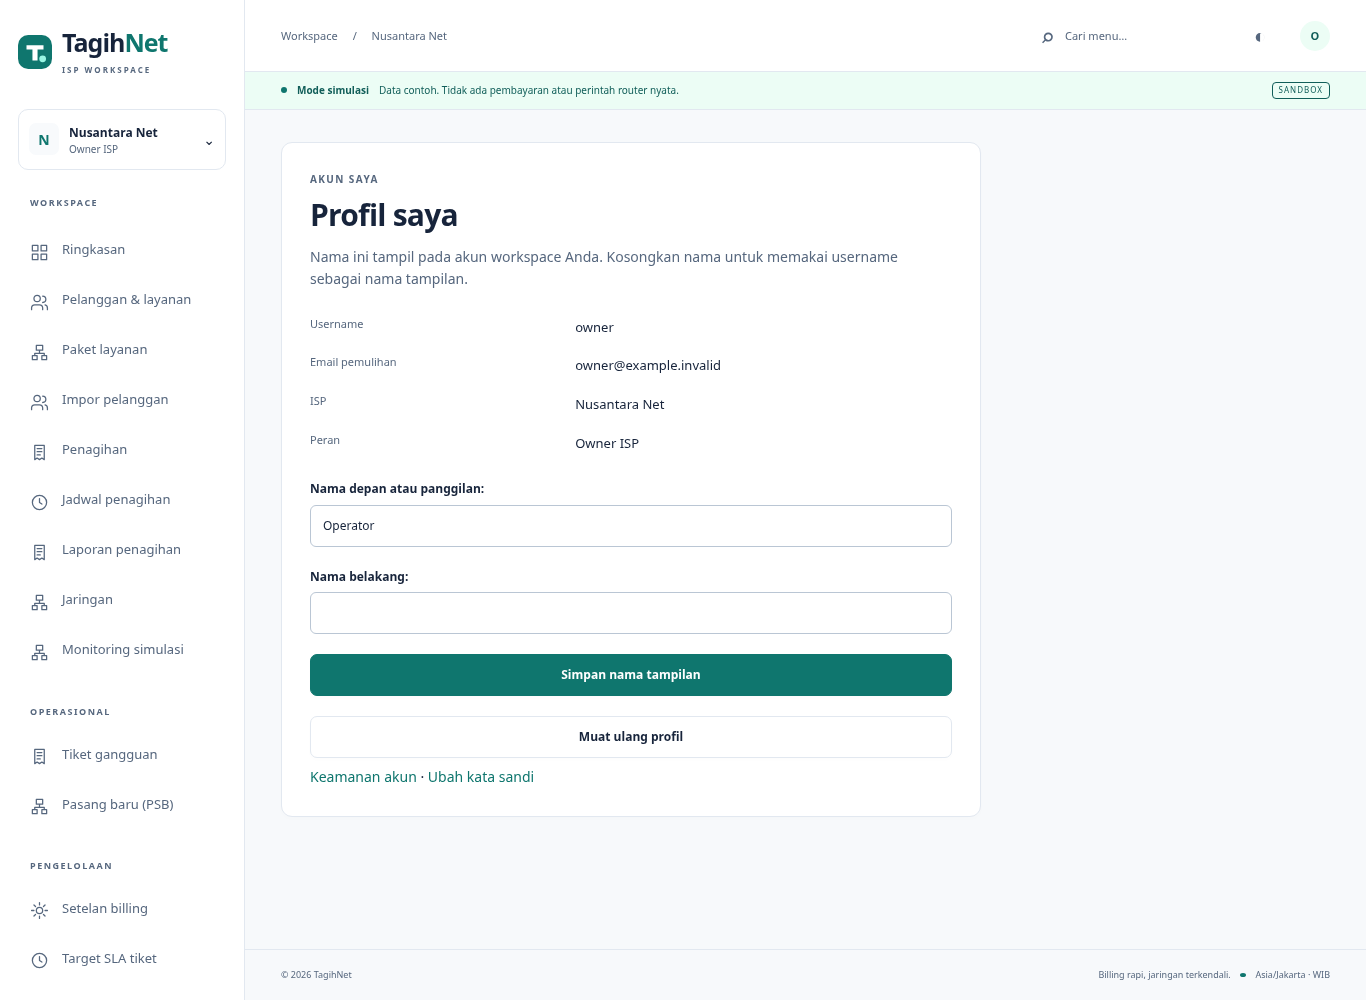 TagihNet
ISP WORKSPACE
N
Nusantara Net
Owner ISP
WORKSPACE
Ringkasan
Pelanggan & layanan
Paket layanan
Impor pelanggan
Penagihan
Jadwal penagihan
Laporan penagihan
Jaringan
Monitoring simulasi
OPERASIONAL
Tiket gangguan
Pasang baru (PSB)
PENGELOLAAN
Setelan billing
Target SLA tiket
Workspace / Nusantara Net
Cari menu...
O
Mode simulasi Data contoh. Tidak ada pembayaran atau perintah router nyata.
SANDBOX
AKUN SAYA
Profil saya
Nama ini tampil pada akun workspace Anda. Kosongkan nama untuk memakai username
sebagai nama tampilan.
Username owner
Email pemulihan owner@example.invalid
ISP Nusantara Net
Peran Owner ISP
Nama depan atau panggilan:
Operator
Nama belakang:
Simpan nama tampilan
Muat ulang profil
Keamanan akun · Ubah kata sandi
© 2026 TagihNet
Billing rapi, jaringan terkendali. Asia/Jakarta · WIB